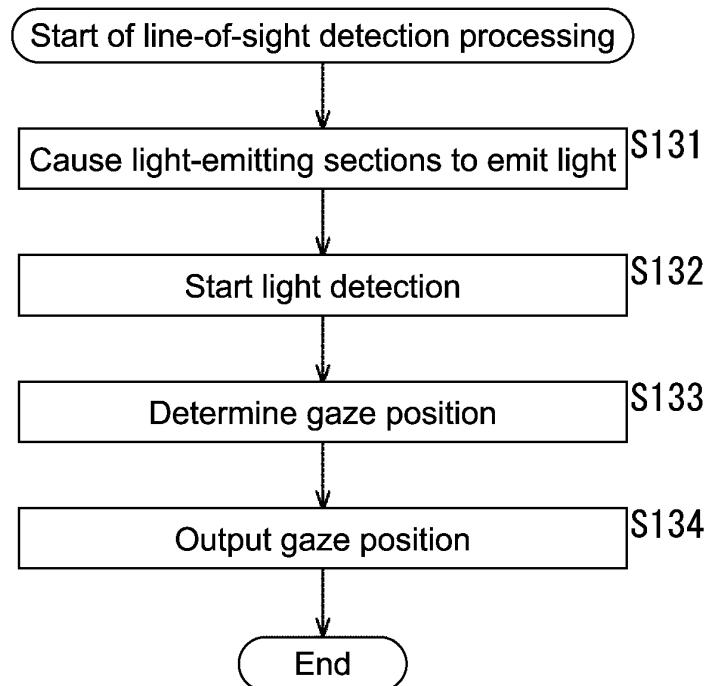 Start of line-of-sight detection processing
Cause light-emitting sections to emit light
S131
Start light detection
S132
Determine gaze position
S133
Output gaze position
S134
End